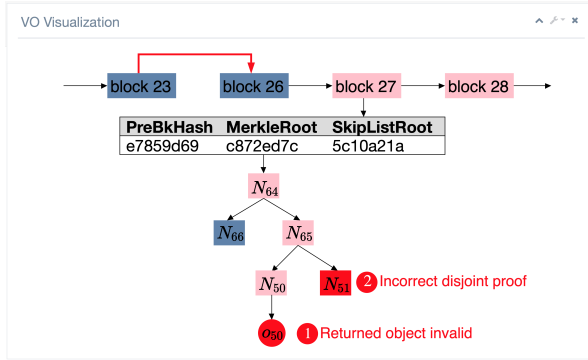 VO Visualization
block 23 block 26 block 27 block 28
PreBkHash MerkleRoot SkipListRoot
e7859d69 c872ed7c 5c10a21a
N₆₄
N₆₆ N₆₅
N₅₀ N₅₁ 2 Incorrect disjoint proof
o₅₀ 1 Returned object invalid